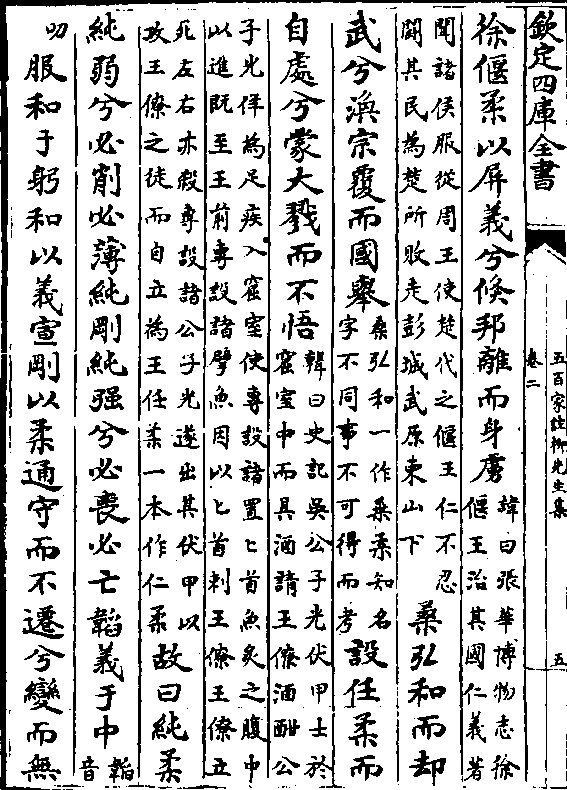 欽定四庫全書
五百家註柳先生集
卷二
五
徐偃柔以屏義兮倐邦離而身虜諱曰張華博物志徐
偃王治其國仁義著
聞諸侯服從周王使楚代之偃王仁不忍
鬭其民為楚所敗走彭城武原東山下桑弘和而却
武兮渙宗覆而國舉桑弘和一作桑柔知名
字不同事不可得而考設任柔而
自處兮蒙大戮而不悟韓曰史記吳公子光伏甲士於
窟室中而具酒請王僚酒酣公
子光佯為足疾入窟室使專設諸置匕首魚炙之腹中
以進既至王前專設諸擘魚因以匕首刺王僚王僚立
死左右亦殺專設諸公子光遂出其伏甲以
攻王僚之徒而自立為王任柔一本作仁柔故曰純柔
純弱兮必削必薄純剛純强兮必喪必亡韜義于中韜
音
叨服和于躬和以義宣剛以柔通守而不遷兮變而無